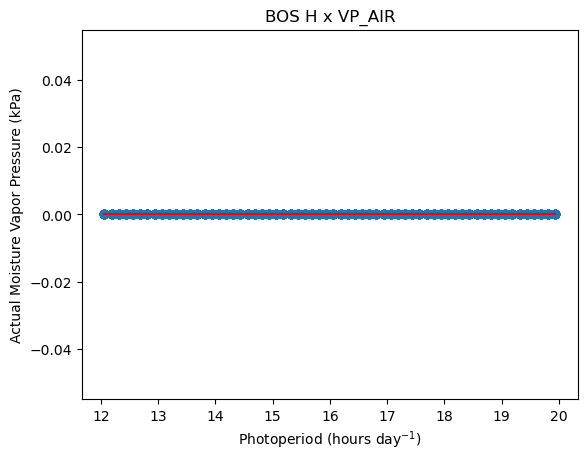 BOS H x VP_AIR
Actual Moisture Vapor Pressure (kPa)
0.04
0.02
0.00
−0.02
−0.04
12 13 14 15 16 17 18 19 20
Photoperiod (hours day⁻¹)